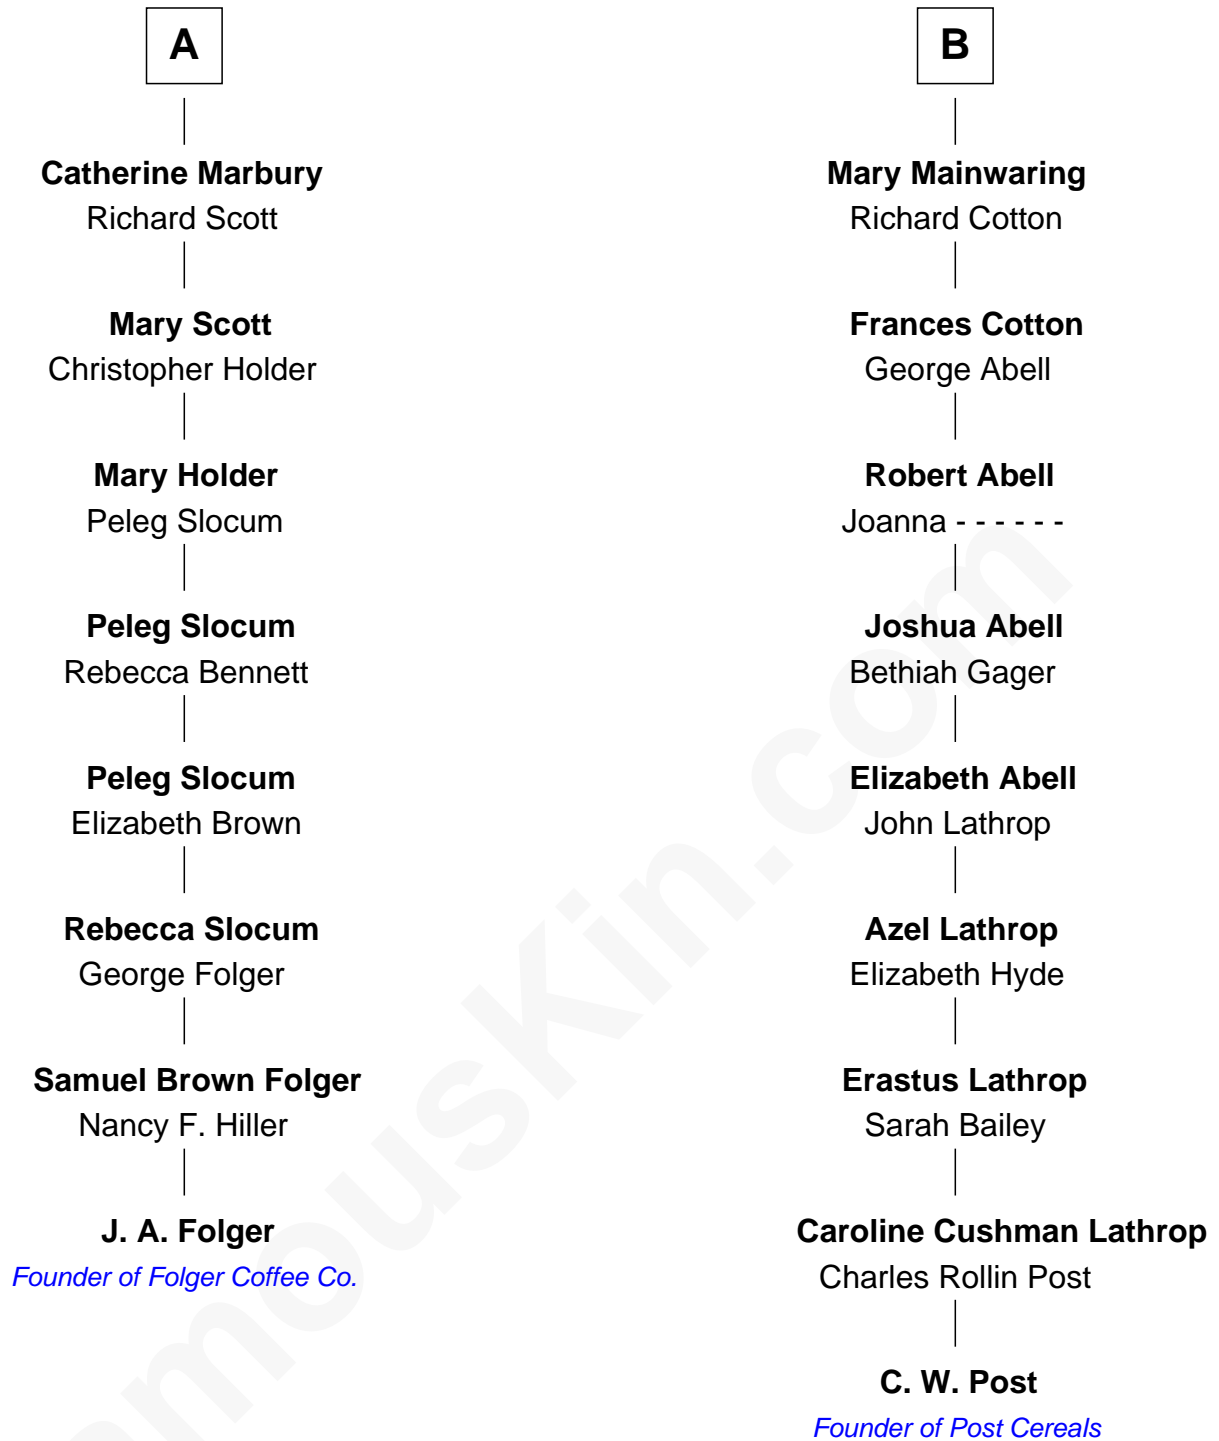 A
Catherine Marbury
Richard Scott
Mary Scott
Christopher Holder
Mary Holder
Peleg Slocum
Peleg Slocum
Rebecca Bennett
Peleg Slocum
Elizabeth Brown
Rebecca Slocum
George Folger
Samuel Brown Folger
Nancy F. Hiller
J. A. Folger
Founder of Folger Coffee Co.
B
Mary Mainwaring
Richard Cotton
Frances Cotton
George Abell
Robert Abell
Joanna - - - - - -
Joshua Abell
Bethiah Gager
Elizabeth Abell
John Lathrop
Azel Lathrop
Elizabeth Hyde
Erastus Lathrop
Sarah Bailey
Caroline Cushman Lathrop
Charles Rollin Post
C. W. Post
Founder of Post Cereals
amouskin.com